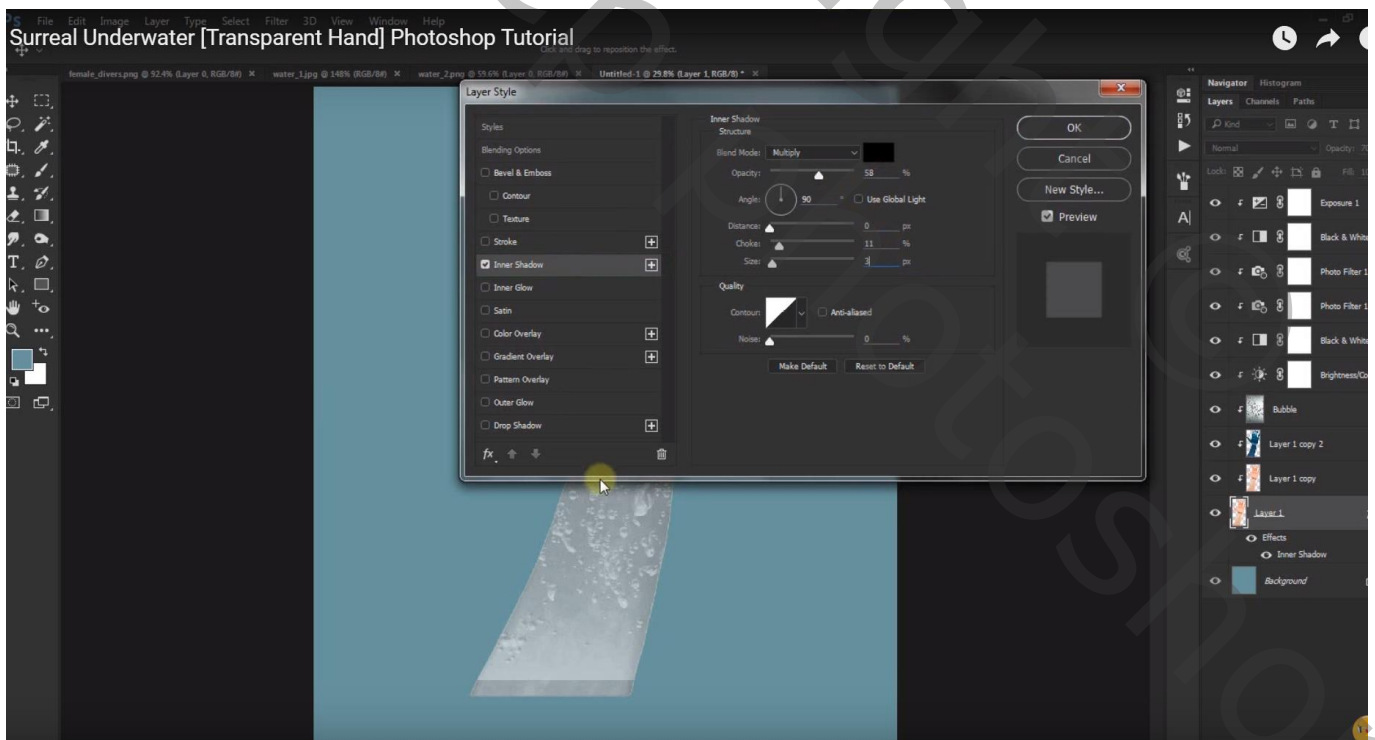 PS File Edit Image Layer Type Select Filter 3D View Window Help
Surreal Underwater [Transparent Hand] Photoshop Tutorial
Click and drag to reposition the effect.
female_divers.png @ 92.4% (Layer 0, RGB/8#) × water_1.jpg @ 148% (RGB/8#) × water_2.png @ 59.6% (Layer 0, RGB/8#) × Untitled-1 @ 29.8% (Layer 1, RGB/8) * ×
Layer Style
Styles
Blending Options
Bevel & Emboss
Contour
Texture
Stroke
Inner Shadow
Inner Glow
Satin
Color Overlay
Gradient Overlay
Pattern Overlay
Outer Glow
Drop Shadow
fx
Inner Shadow
Structure
Blend Mode: Multiply
Opacity: 58 %
Angle: 90 ° Use Global Light
Distance: 0 px
Choke: 11 %
Size: 3 px
Quality
Contour: Anti-aliased
Noise: 0 %
Make Default Reset to Default
OK
Cancel
New Style...
Preview
Navigator Histogram
Layers Channels Paths
Kind
Normal Opacity: 70
Lock: Fill: 10
Exposure 1
Black & White
Photo Filter 1
Photo Filter 1
Black & White
Brightness/Co
Bubble
Layer 1 copy 2
Layer 1 copy
Layer 1
Effects
Inner Shadow
Background